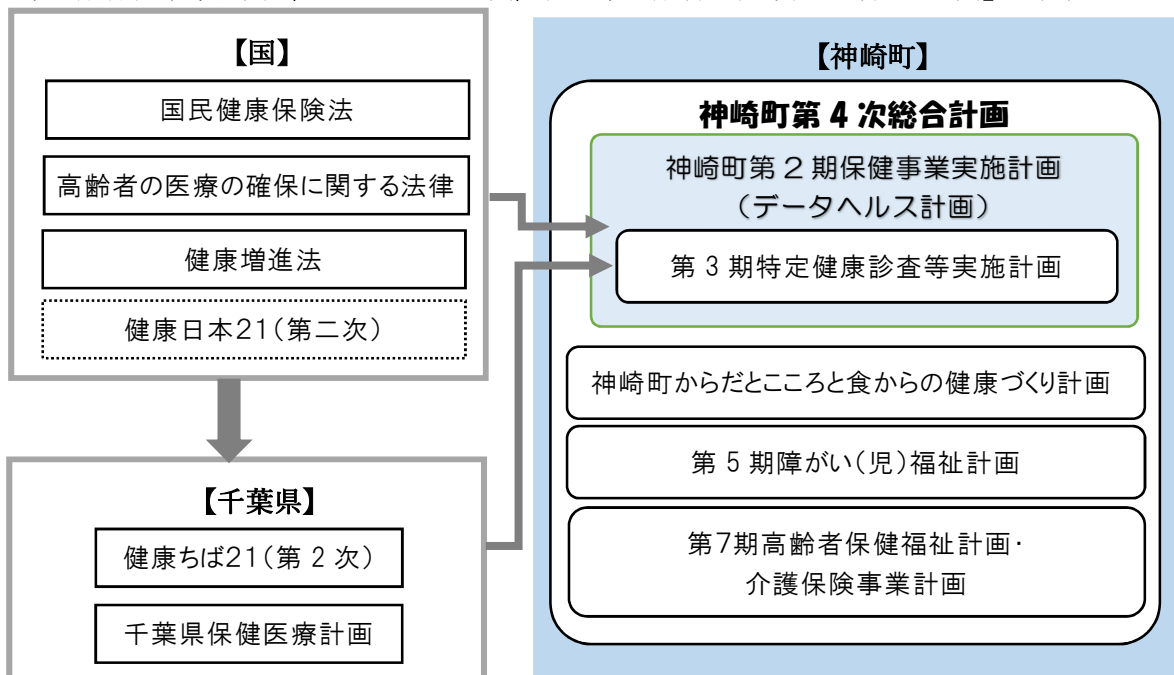 【国】
国民健康保険法
高齢者の医療の確保に関する法律
健康増進法
健康日本21(第二次)
【千葉県】
健康ちば21(第 2 次)
千葉県保健医療計画
【神崎町】
神崎町第 4 次総合計画
神崎町第 2 期保健事業実施計画
(データヘルス計画)
第 3 期特定健康診査等実施計画
神崎町からだとこころと食からの健康づくり計画
第 5 期障がい(児)福祉計画
第7期高齢者保健福祉計画・
介護保険事業計画